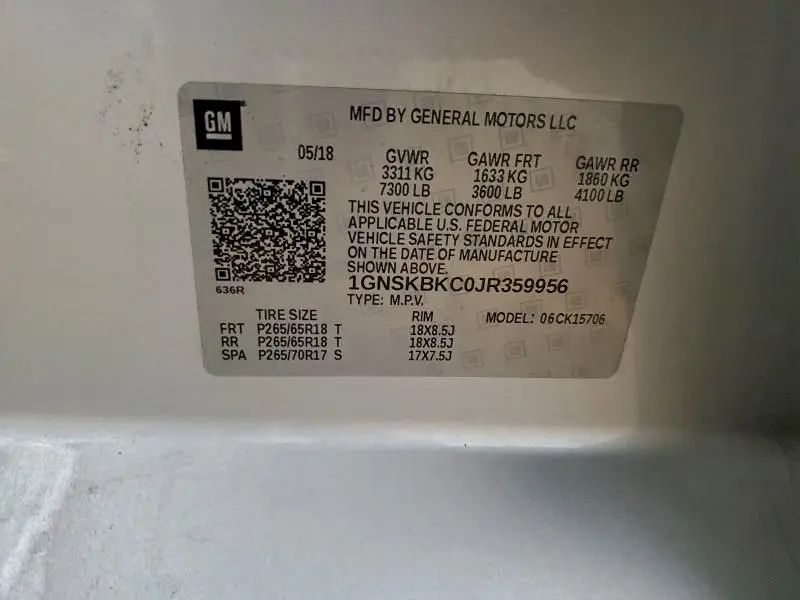 GM
MFD BY GENERAL MOTORS LLC
05/18 GVWR GAWR FRT GAWR RR
3311 KG 1633 KG 1860 KG
7300 LB 3600 LB 4100 LB
THIS VEHICLE CONFORMS TO ALL
APPLICABLE U.S. FEDERAL MOTOR
VEHICLE SAFETY STANDARDS IN EFFECT
ON THE DATE OF MANUFACTURE
SHOWN ABOVE.
636R
1GNSKBKC0JR359956
TYPE: M.P.V.
TIRE SIZE RIM MODEL: 06CK15706
FRT P265/65R18 T 18X8.5J
RR P265/65R18 T 18X8.5J
SPA P265/70R17 S 17X7.5J